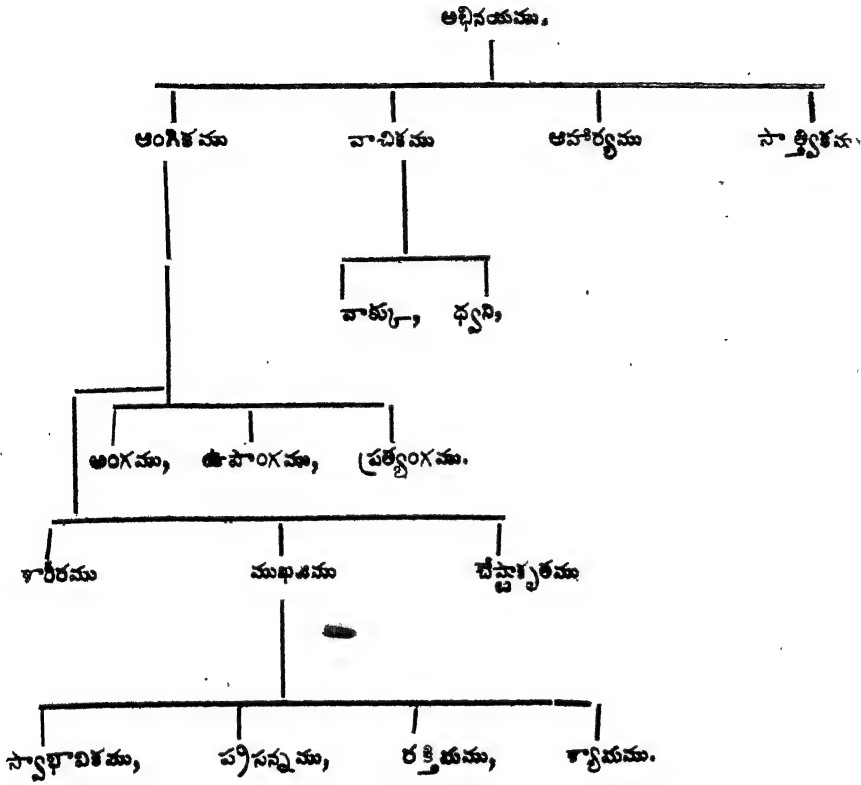 అభినయము.
ఆంగికము వాచికము ఆహార్యము సాత్త్వికము
వాక్కు, ధ్వని,
అంగము, ఉపాంగము, ప్రత్యంగము.
శారీరము ముఖజము చేష్టాకృతము
స్వాభావికము, ప్రసన్నము, రక్తిమము, శ్యామము.